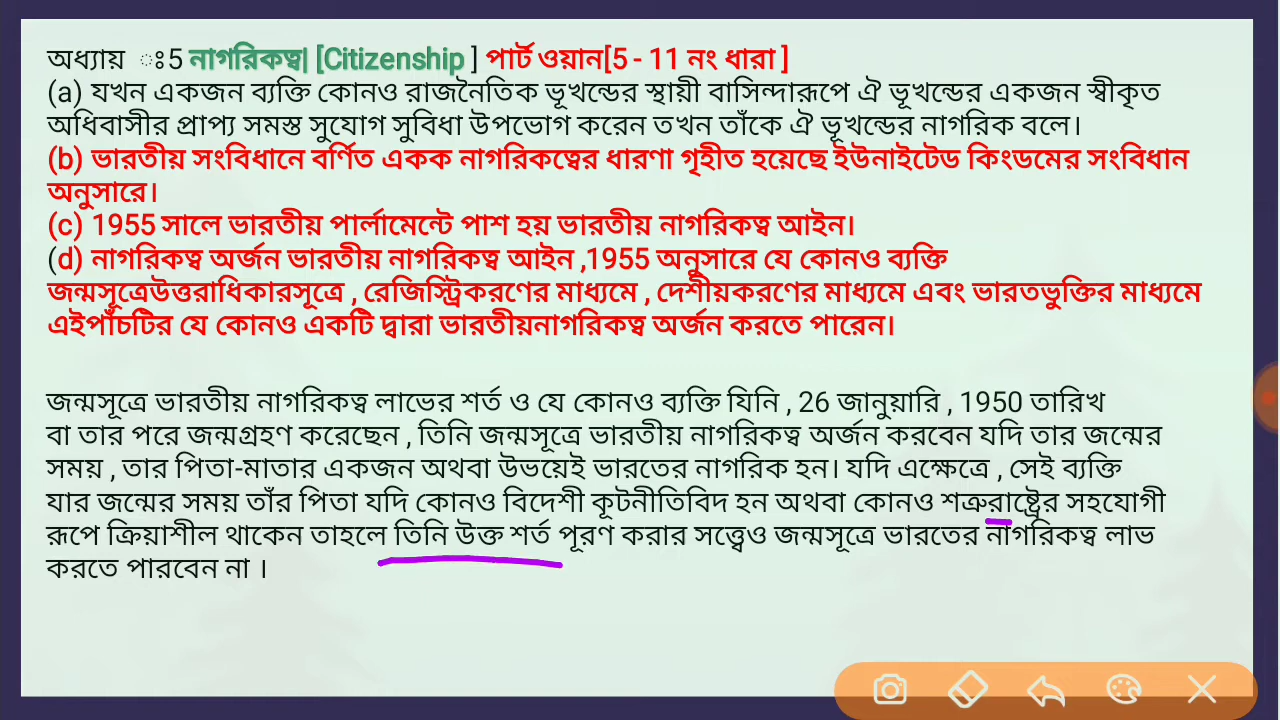 অধ্যায় ঃ5 নাগরিকত্ব| [Citizenship ] পার্ট ওয়ান[5 - 11 নং ধারা ]
(a) যখন একজন ব্যক্তি কোনও রাজনৈতিক ভূখন্ডের স্থায়ী বাসিন্দারূপে ঐ ভূখন্ডের একজন স্বীকৃত
অধিবাসীর প্রাপ্য সমস্ত সুযোগ সুবিধা উপভোগ করেন তখন তাঁকে ঐ ভূখন্ডের নাগরিক বলে।
(b) ভারতীয় সংবিধানে বর্ণিত একক নাগরিকত্বের ধারণা গৃহীত হয়েছে ইউনাইটেড কিংডমের সংবিধান
অনুসারে।
(c) 1955 সালে ভারতীয় পার্লামেন্টে পাশ হয় ভারতীয় নাগরিকত্ব আইন।
(d) নাগরিকত্ব অর্জন ভারতীয় নাগরিকত্ব আইন ,1955 অনুসারে যে কোনও ব্যক্তি
জন্মসূত্রেউত্তরাধিকারসূত্রে , রেজিস্ট্রিকরণের মাধ্যমে , দেশীয়করণের মাধ্যমে এবং ভারতভুক্তির মাধ্যমে
এইপাঁচটির যে কোনও একটি দ্বারা ভারতীয়নাগরিকত্ব অর্জন করতে পারেন।
জন্মসূত্রে ভারতীয় নাগরিকত্ব লাভের শর্ত ও যে কোনও ব্যক্তি যিনি , 26 জানুয়ারি , 1950 তারিখ
বা তার পরে জন্মগ্রহণ করেছেন , তিনি জন্মসূত্রে ভারতীয় নাগরিকত্ব অর্জন করবেন যদি তার জন্মের
সময় , তার পিতা-মাতার একজন অথবা উভয়েই ভারতের নাগরিক হন। যদি এক্ষেত্রে , সেই ব্যক্তি
যার জন্মের সময় তাঁর পিতা যদি কোনও বিদেশী কূটনীতিবিদ হন অথবা কোনও শত্রুরাষ্ট্রের সহযোগী
রূপে ক্রিয়াশীল থাকেন তাহলে তিনি উক্ত শর্ত পূরণ করার সত্ত্বেও জন্মসূত্রে ভারতের নাগরিকত্ব লাভ
করতে পারবেন না ।